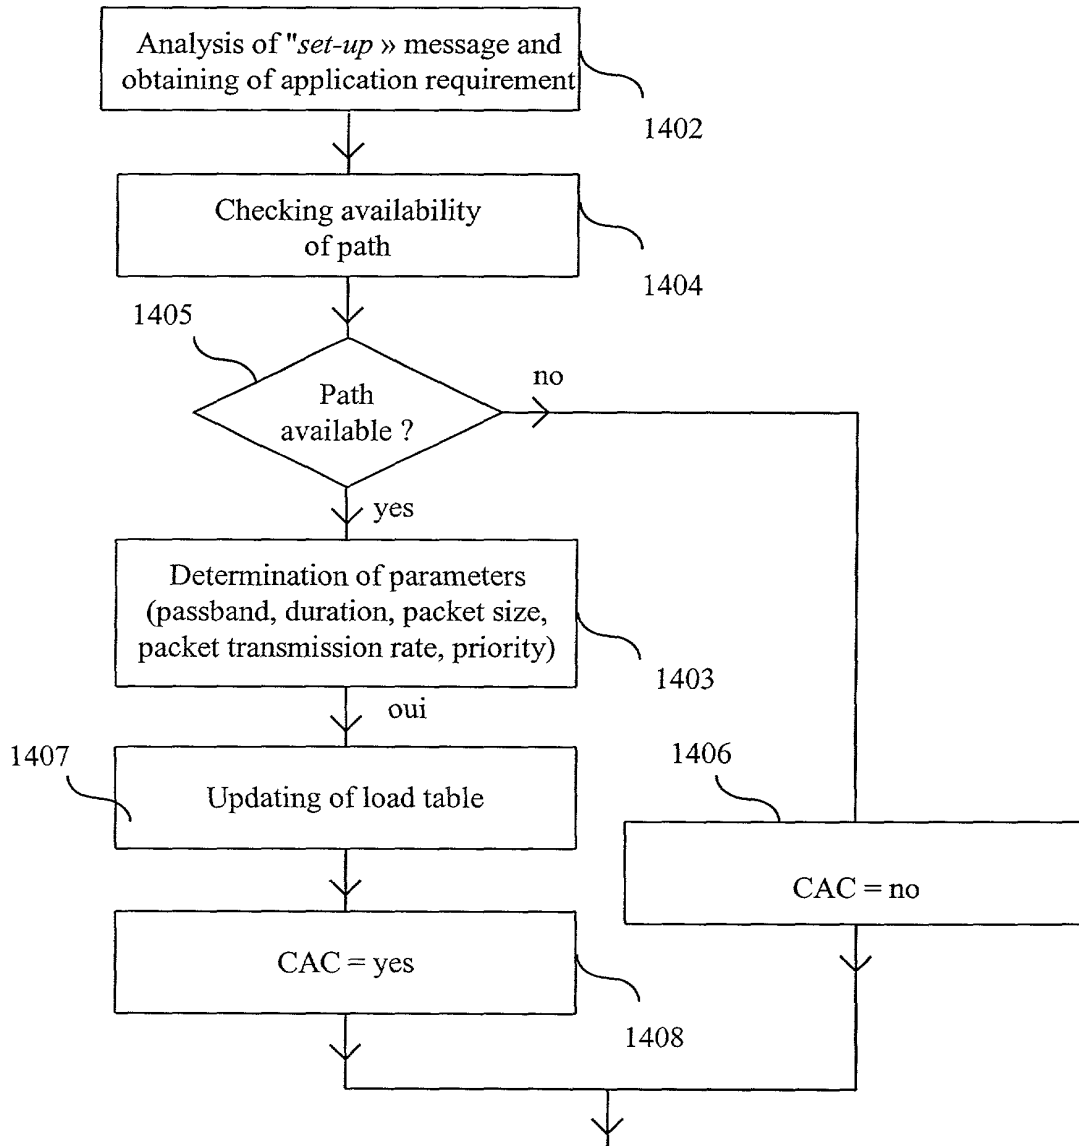 Analysis of "set-up » message and
obtaining of application requirement
1402
Checking availability
of path
1404
1405
Path
available ?
no
yes
Determination of parameters
(passband, duration, packet size,
packet transmission rate, priority)
1403
oui
1407
Updating of load table
1406
CAC = no
CAC = yes
1408